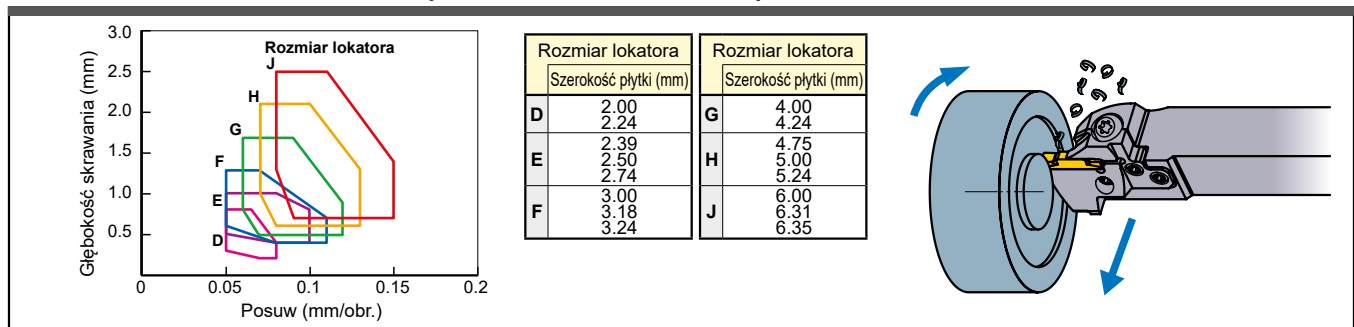 Głębokość skrawania (mm)
3.0
2.5
2.0
1.5
1.0
0.5
0
0.05
0.1
0.15
0.2
Posuw (mm/obr.)
Rozmiar lokatora
J
H
G
F
E
D
Rozmiar lokatora
Szerokość płytki (mm)
D
2.00
2.24
E
2.39
2.50
2.74
F
3.00
3.18
3.24
Rozmiar lokatora
Szerokość płytki (mm)
G
4.00
4.24
H
4.75
5.00
5.24
J
6.00
6.31
6.35